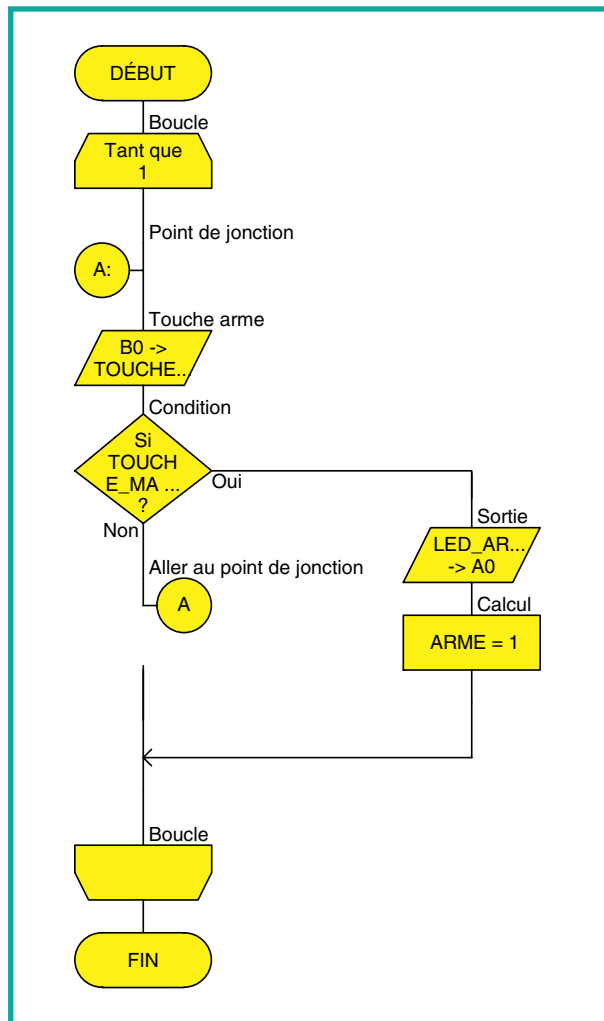 DÉBUT
Boucle
Tant que
1
Point de jonction
A:
Touche arme
B0 ->
TOUCHE...
Condition
Si
TOUCH
E_MA ...
?
Oui
Non
Sortie
LED_AR...
-> A0
Aller au point de jonction
A
Calcul
ARME = 1
Boucle
FIN